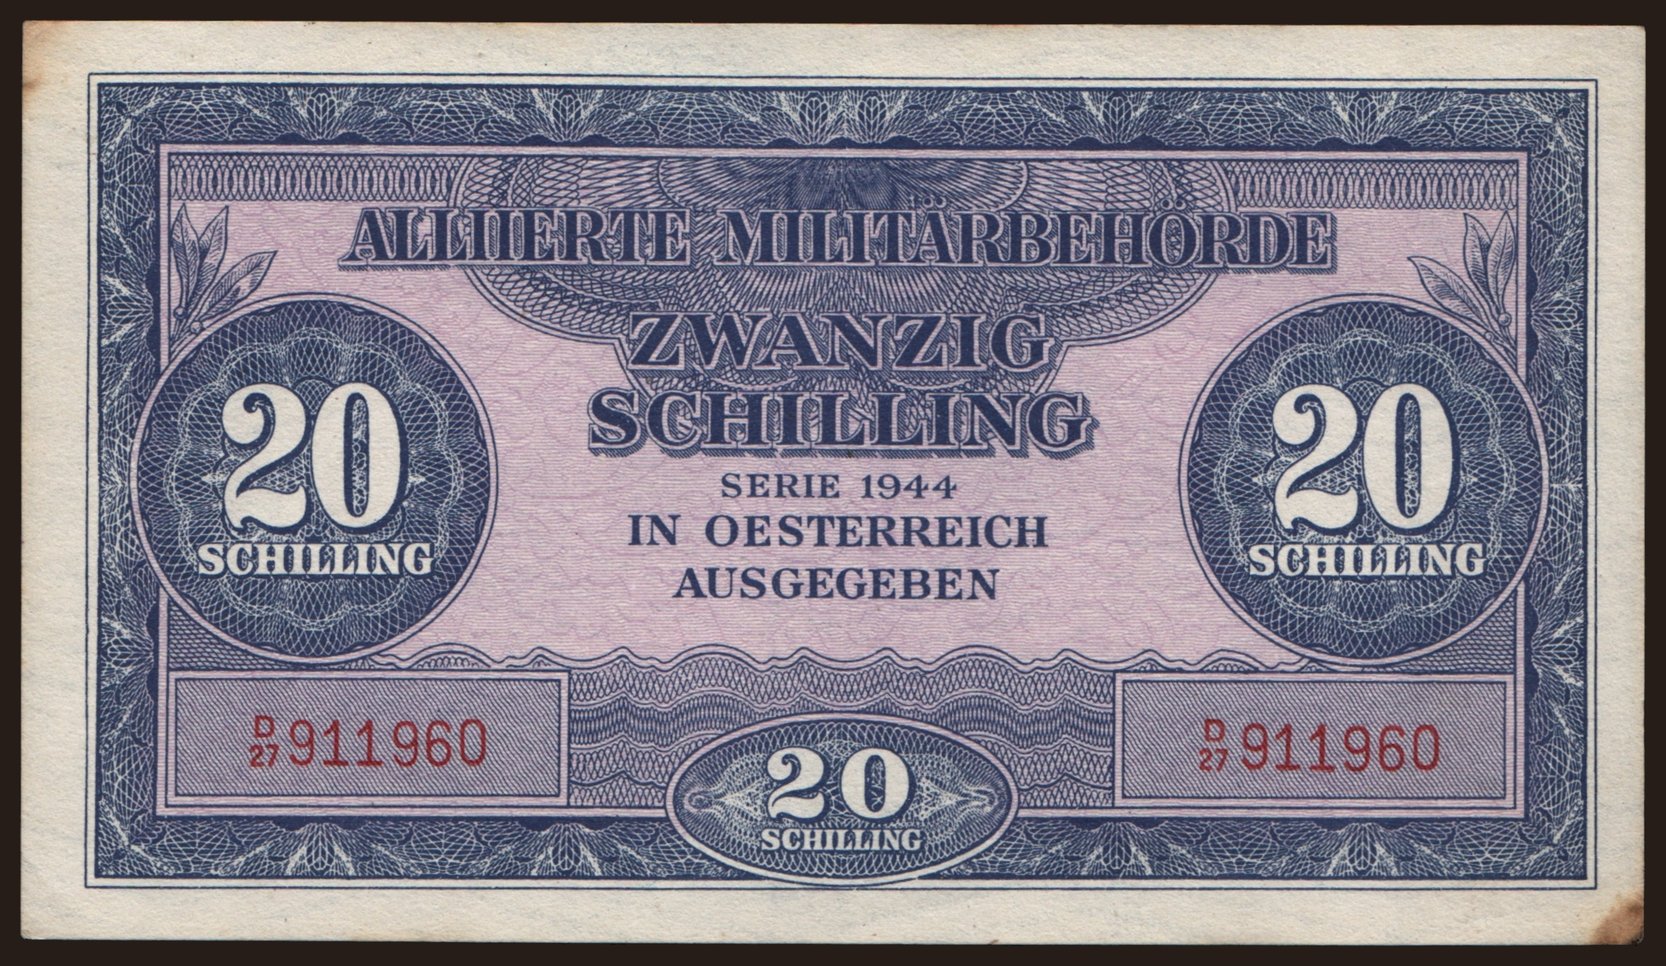 ALLIIERTE MILITÄRBEHÖRDE
ZWANZIG
SCHILLING
SERIE 1944
IN OESTERREICH
AUSGEGEBEN
20
SCHILLING
20
SCHILLING
D/27 911960
D/27 911960
20
SCHILLING